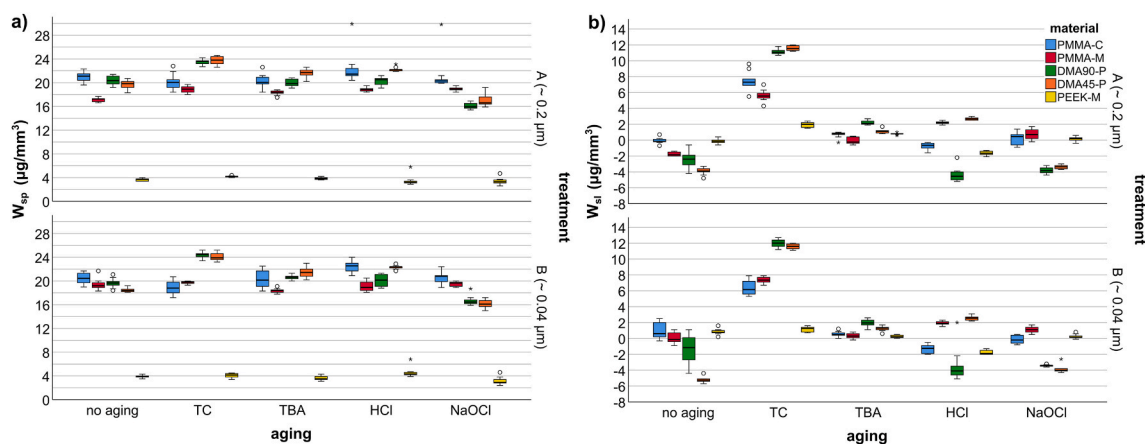 a)
28
24
20
16
12
8
4
0
28
24
20
16
12
8
4
0
Wsp (µg/mm³)
A (~ 0.2 µm)
B (~ 0.04 µm)
treatment
no aging TC TBA HCl NaOCl
aging
b)
14
12
10
8
6
4
2
0
-2
-4
-6
-8
14
12
10
8
6
4
2
0
-2
-4
-6
-8
Wsl (µg/mm³)
A (~ 0.2 µm)
B (~ 0.04 µm)
treatment
no aging TC TBA HCl NaOCl
aging
material
PMMA-C
PMMA-M
DMA90-P
DMA45-P
PEEK-M